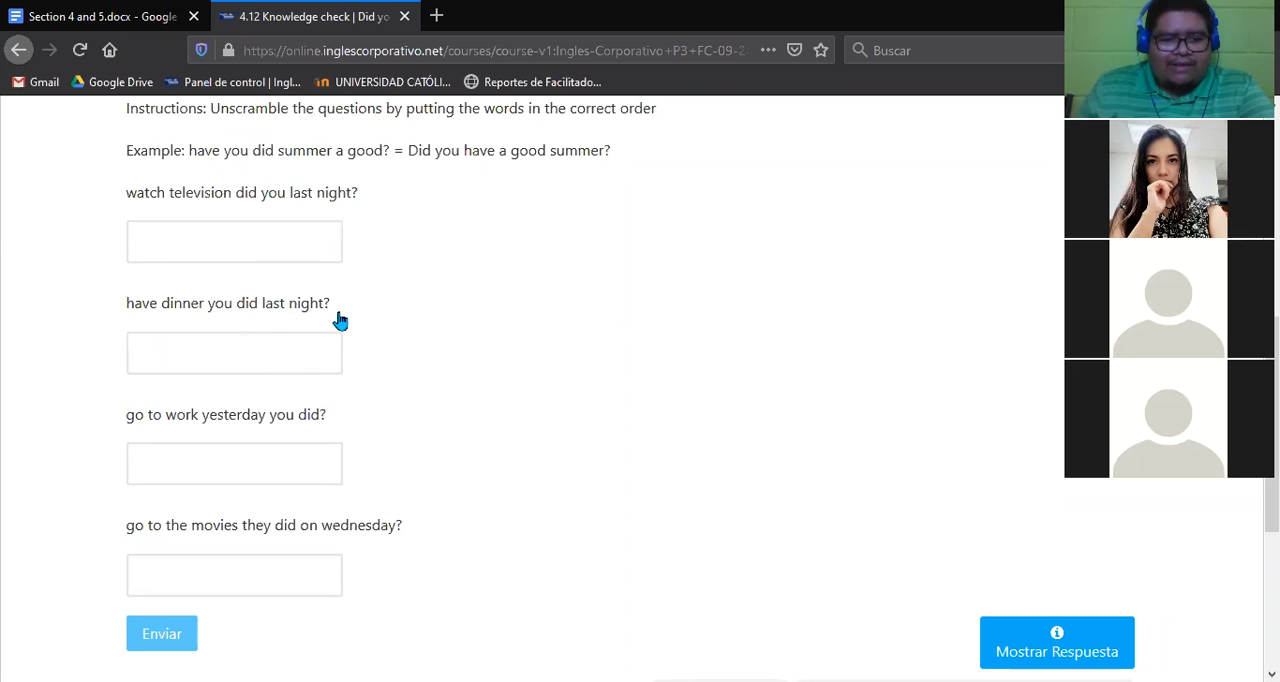 Section 4 and 5.docx - Google
4.12 Knowledge check | Did yo
https://online.inglescorporativo.net/courses/course-v1:Ingles-Corporativo+P3+FC-09-2
Buscar
Gmail
Google Drive
Panel de control | Ingl...
UNIVERSIDAD CATÓLI...
Reportes de Facilitado...
Instructions: Unscramble the questions by putting the words in the correct order
Example: have you did summer a good? = Did you have a good summer?
watch television did you last night?
have dinner you did last night?
go to work yesterday you did?
go to the movies they did on wednesday?
Enviar
Mostrar Respuesta